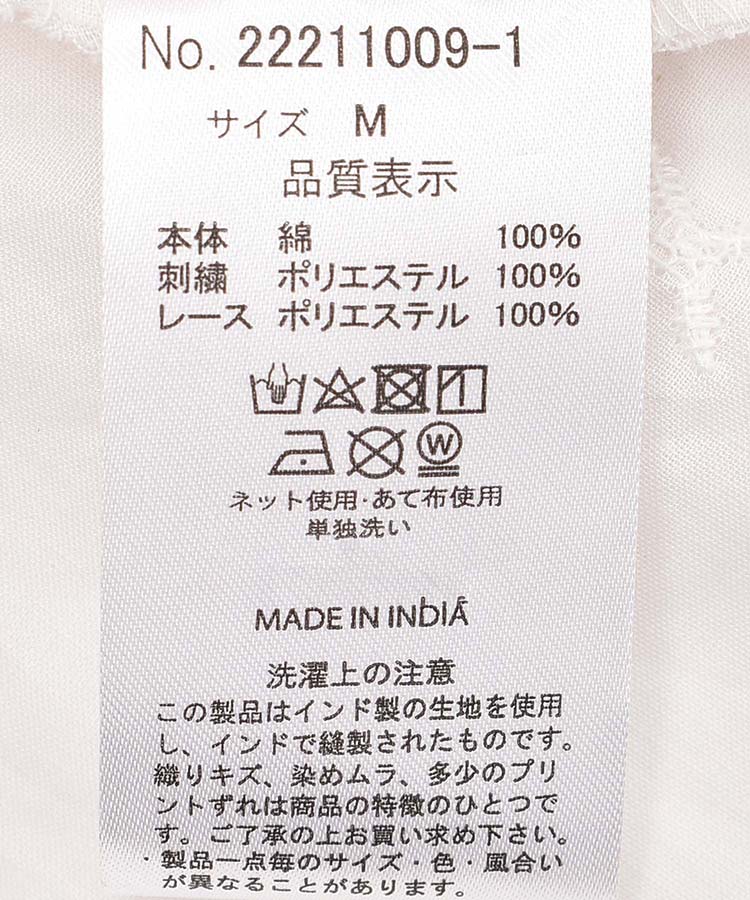 No. 22211009-1
サイズ M
品質表示
本体 綿 100%
刺繍 ポリエステル 100%
レース ポリエステル 100%
W
ネット使用·あて布使用
単独洗い
MADE IN INDIA
洗濯上の注意
この製品はインド製の生地を使用
し、インドで縫製されたものです。
織りキズ、染めムラ、多少のプリ
ントずれは商品の特徴のひとつで
す。ご了承の上お買い求め下さい。
·製品一点毎のサイズ·色·風合い
が異なることがあります。